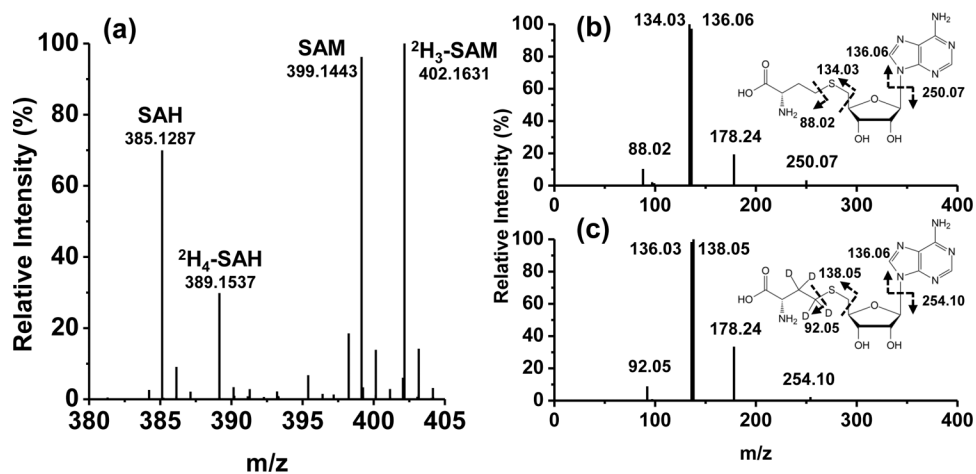 (a)
Relative Intensity (%)
100
80
60
40
20
0
SAH
385.1287
²H₄-SAH
389.1537
SAM
399.1443
²H₃-SAM
402.1631
380 385 390 395 400 405
m/z
(b)
Relative Intensity (%)
100
80
60
40
20
0
134.03 136.06
88.02
178.24
250.07
NH₂
N
N
N
N
136.06
134.03
250.07
O
HO
NH₂
S
O
88.02
OH OH
0 100 200 300 400
(c)
100
80
60
40
20
0
136.03 138.05
92.05
178.24
254.10
NH₂
N
N
N
N
136.06
138.05
254.10
O
D D
HO
NH₂
S
D D
O
92.05
OH OH
0 100 200 300 400
m/z